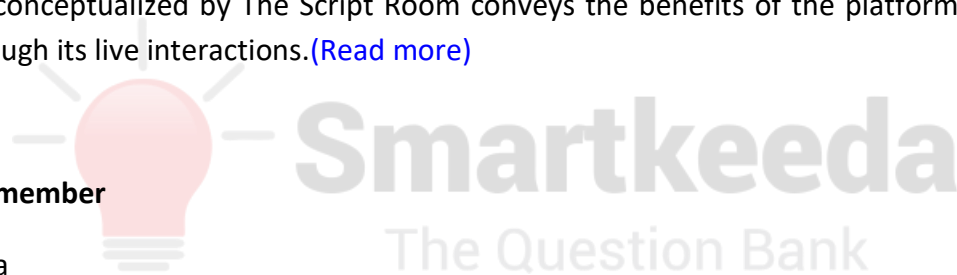 conceptualized by The Script Room conveys the benefits of the platform
ugh its live interactions.(Read more)
Smartkeeda
member
The Question Bank
a